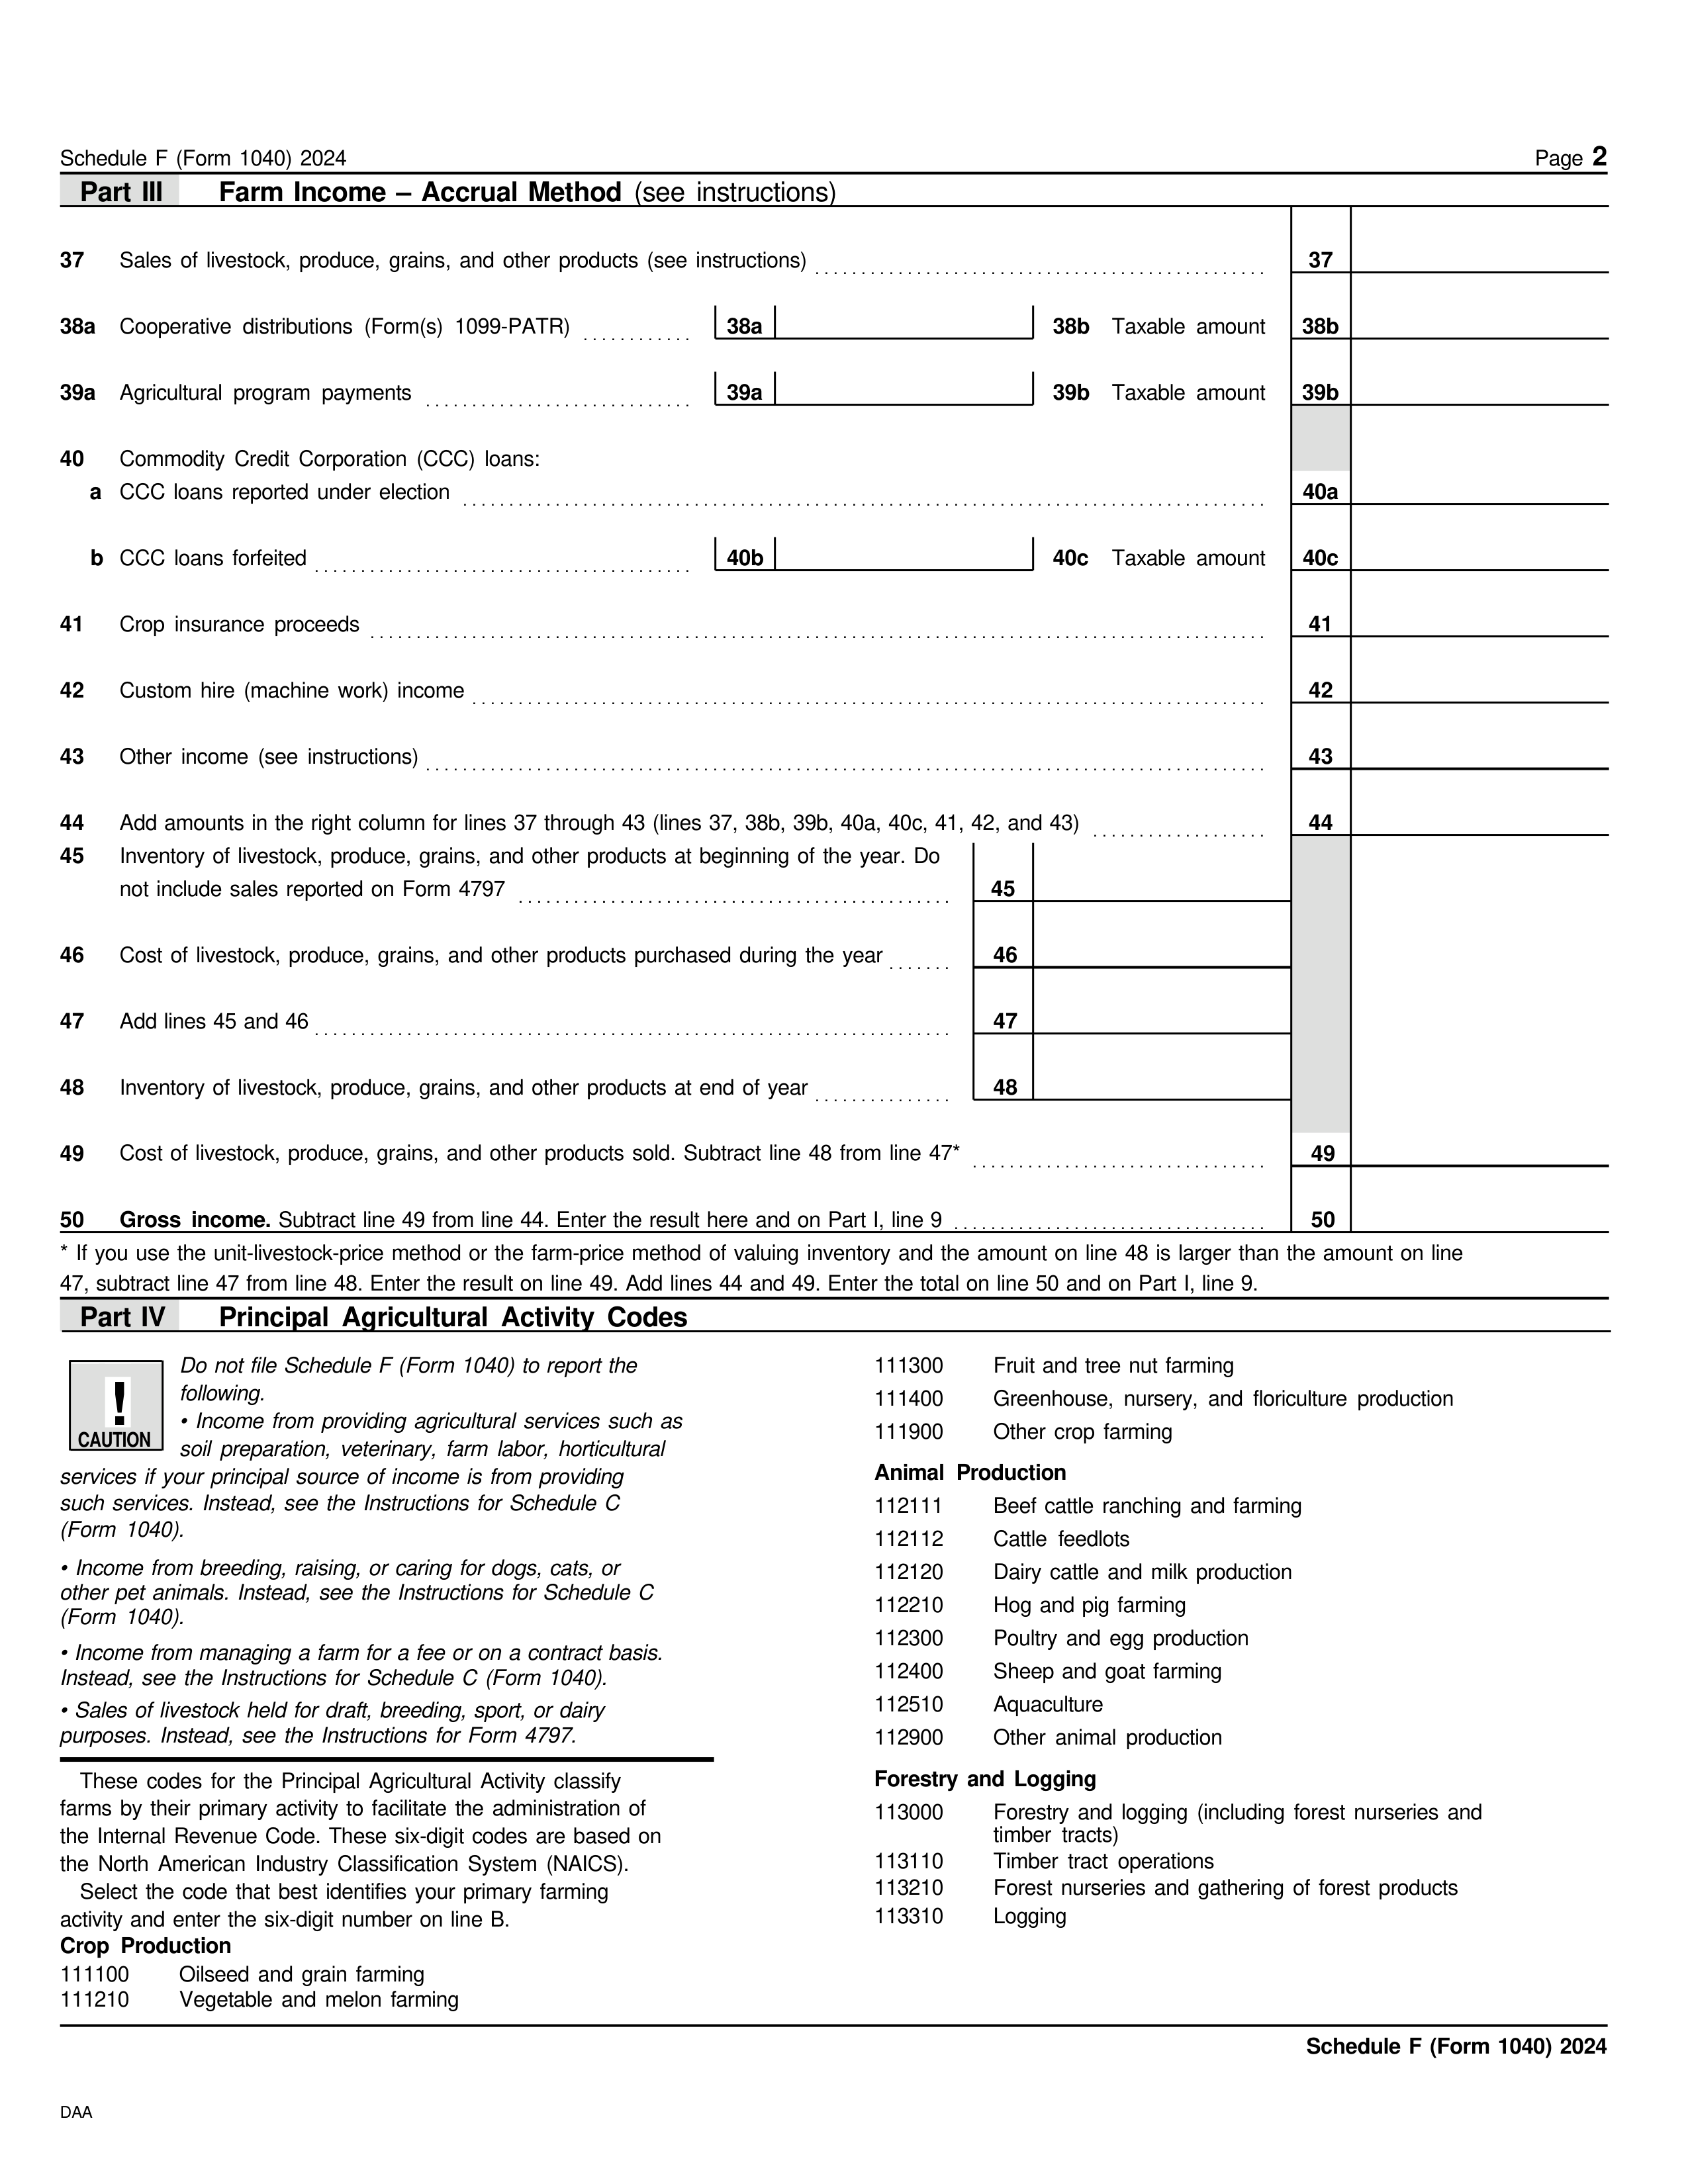 Schedule F (Form 1040) 2024 Page 2
Part III Farm Income – Accrual Method (see instructions)
37 Sales of livestock, produce, grains, and other products (see instructions) 37
38a Cooperative distributions (Form(s) 1099-PATR) 38a 38b Taxable amount 38b
39a Agricultural program payments 39a 39b Taxable amount 39b
40 Commodity Credit Corporation (CCC) loans:
a CCC loans reported under election 40a
b CCC loans forfeited 40b 40c Taxable amount 40c
41 Crop insurance proceeds 41
42 Custom hire (machine work) income 42
43 Other income (see instructions) 43
44 Add amounts in the right column for lines 37 through 43 (lines 37, 38b, 39b, 40a, 40c, 41, 42, and 43) 44
45 Inventory of livestock, produce, grains, and other products at beginning of the year. Do
not include sales reported on Form 4797 45
46 Cost of livestock, produce, grains, and other products purchased during the year 46
47 Add lines 45 and 46 47
48 Inventory of livestock, produce, grains, and other products at end of year 48
49 Cost of livestock, produce, grains, and other products sold. Subtract line 48 from line 47* 49
50 Gross income. Subtract line 49 from line 44. Enter the result here and on Part I, line 9 50
* If you use the unit-livestock-price method or the farm-price method of valuing inventory and the amount on line 48 is larger than the amount on line
47, subtract line 47 from line 48. Enter the result on line 49. Add lines 44 and 49. Enter the total on line 50 and on Part I, line 9.
Part IV Principal Agricultural Activity Codes
! CAUTION
Do not file Schedule F (Form 1040) to report the
following.
• Income from providing agricultural services such as
soil preparation, veterinary, farm labor, horticultural
services if your principal source of income is from providing
such services. Instead, see the Instructions for Schedule C
(Form 1040).
• Income from breeding, raising, or caring for dogs, cats, or
other pet animals. Instead, see the Instructions for Schedule C
(Form 1040).
• Income from managing a farm for a fee or on a contract basis.
Instead, see the Instructions for Schedule C (Form 1040).
• Sales of livestock held for draft, breeding, sport, or dairy
purposes. Instead, see the Instructions for Form 4797.
These codes for the Principal Agricultural Activity classify
farms by their primary activity to facilitate the administration of
the Internal Revenue Code. These six-digit codes are based on
the North American Industry Classification System (NAICS).
Select the code that best identifies your primary farming
activity and enter the six-digit number on line B.
Crop Production
111100 Oilseed and grain farming
111210 Vegetable and melon farming
111300 Fruit and tree nut farming
111400 Greenhouse, nursery, and floriculture production
111900 Other crop farming
Animal Production
112111 Beef cattle ranching and farming
112112 Cattle feedlots
112120 Dairy cattle and milk production
112210 Hog and pig farming
112300 Poultry and egg production
112400 Sheep and goat farming
112510 Aquaculture
112900 Other animal production
Forestry and Logging
113000 Forestry and logging (including forest nurseries and
timber tracts)
113110 Timber tract operations
113210 Forest nurseries and gathering of forest products
113310 Logging
Schedule F (Form 1040) 2024
DAA